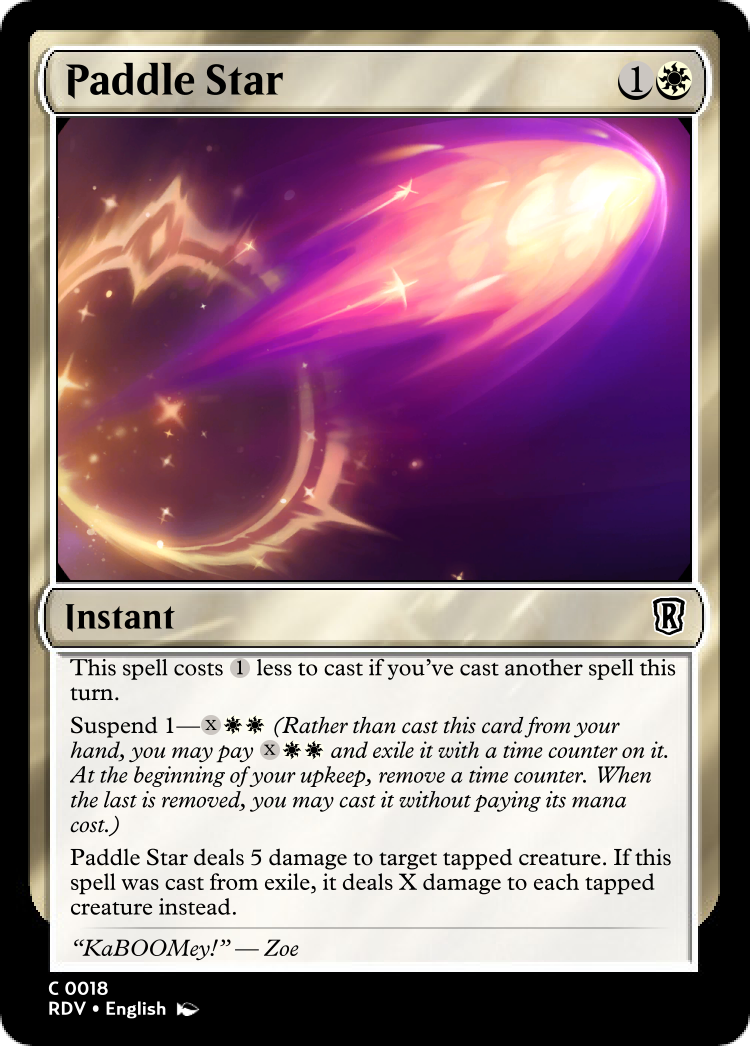 Paddle Star 1
Instant R
This spell costs 1 less to cast if you've cast another spell this
turn.
Suspend 1—X (Rather than cast this card from your
hand, you may pay X and exile it with a time counter on it.
At the beginning of your upkeep, remove a time counter. When
the last is removed, you may cast it without paying its mana
cost.)
Paddle Star deals 5 damage to target tapped creature. If this
spell was cast from exile, it deals X damage to each tapped
creature instead.
“KaBOOMey!” — Zoe
C 0018
RDV • English